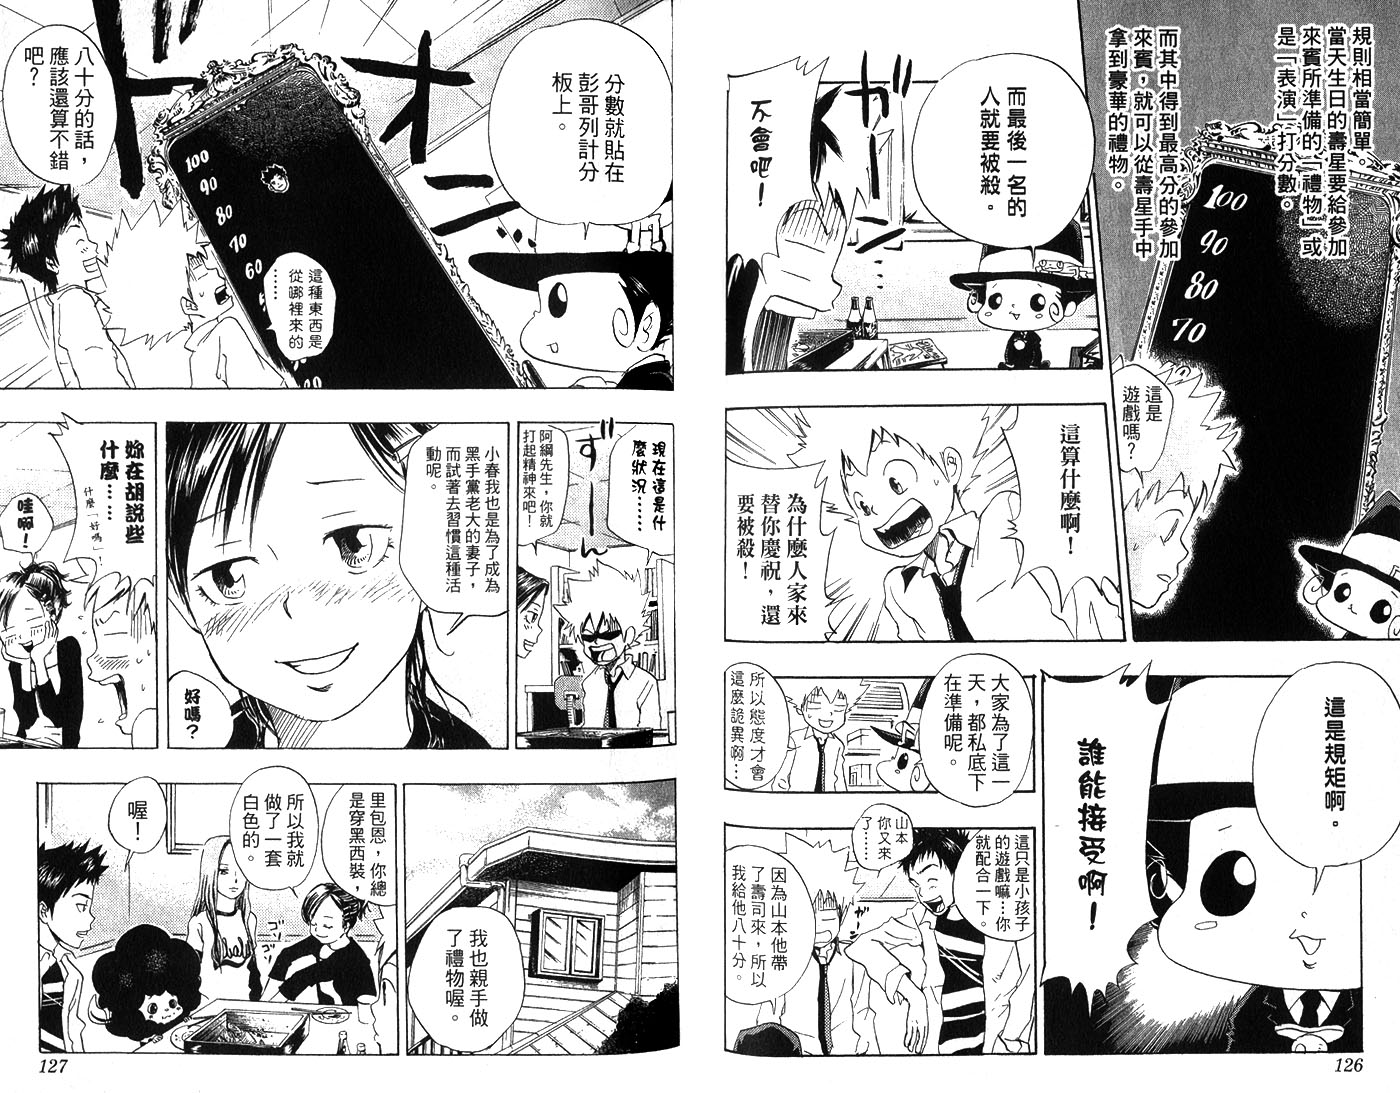 規則相當簡單。
當天生日的壽星要給參加
來賓所準備的「禮物」或
是「表演」打分數。
而其中得到最高分的參加
來賓，就可以從壽星手中
拿到豪華的禮物。
100
90
80
70
這是
遊戲嗎？
而最後一名的
人就要被殺。
不會吧！
ガーン
這算什麼啊！
為什麼人家來
替你慶祝，還
要被殺！
這是規矩啊。
誰能接受啊！
大家為了這一
天，都私底下
在準備呢。
所以態度才會
這麼詭異啊…
這只是小孩子
的遊戲嘛…你
就配合一下。
山本
你又來
了…
因為山本他帶
了壽司來，所以
我給他八十分。
126
分數就貼在
彭哥列計分
板上。
八十分的話，
應該還算不錯
吧？
100
90
80
70
60
這種東西是
從哪裡來的
現在這是什
麼狀況……
ずーん
阿綱先生，你就
打起精神來吧！
小春我也是為了成為
黑手黨老大的妻子，
而試著去習慣這種活
動呢。
好嗎？
妳在胡說些
什麼……
什麼「好嗎」！
哇啊！
我也親手做
了禮物喔。
里包恩，你總
是穿黑西裝，
所以我就
做了一套
白色的。
喔！
ゴソ
ゴソ
127